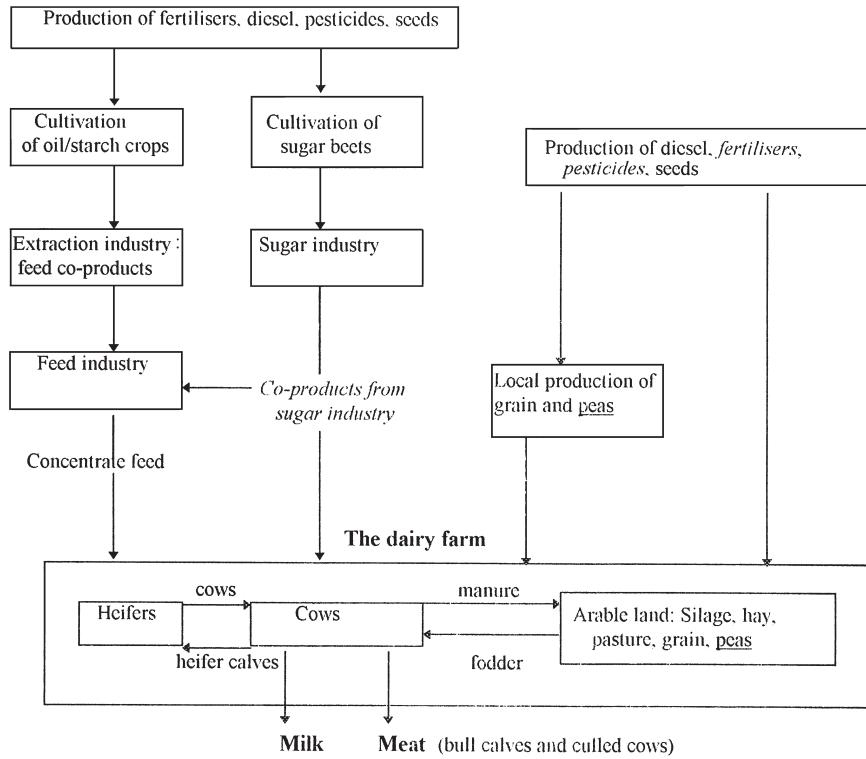 Production of fertilisers, diesel, pesticides, seeds
Cultivation
of oil/starch crops
Cultivation of
sugar beets
Production of diesel, fertilisers,
pesticides, seeds
Extraction industry:
feed co-products
Sugar industry
Feed industry
Co-products from
sugar industry
Local production of
grain and peas
Concentrate feed
The dairy farm
Heifers
cows
Cows
manure
Arable land: Silage, hay,
pasture, grain, peas
heifer calves
fodder
Milk
Meat (bull calves and culled cows)